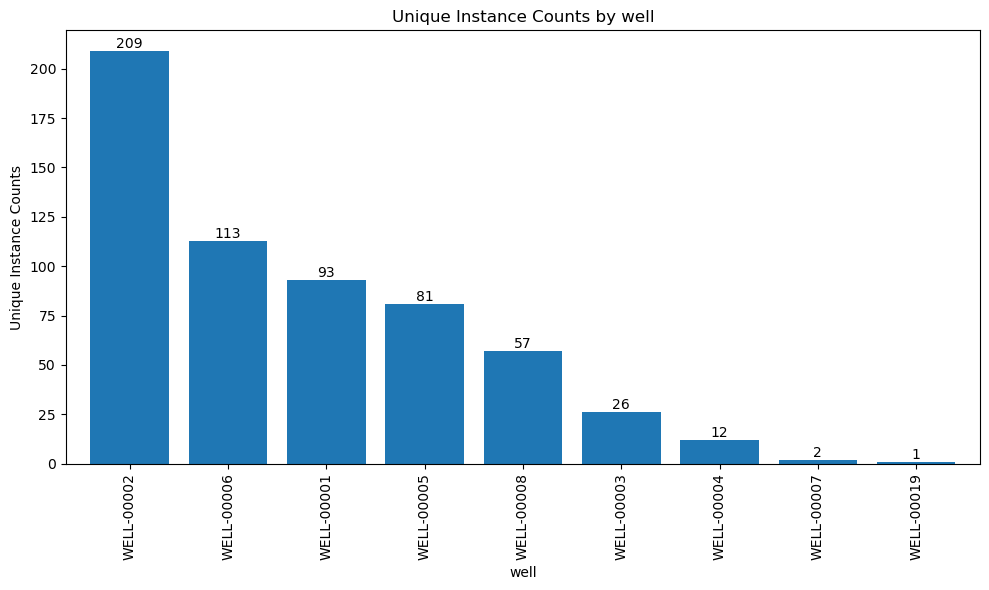 Unique Instance Counts by well
Unique Instance Counts
200
175
150
125
100
75
50
25
0
209
113
93
81
57
26
12
2
1
WELL-00002
WELL-00006
WELL-00001
WELL-00005
WELL-00008
WELL-00003
WELL-00004
WELL-00007
WELL-00019
well